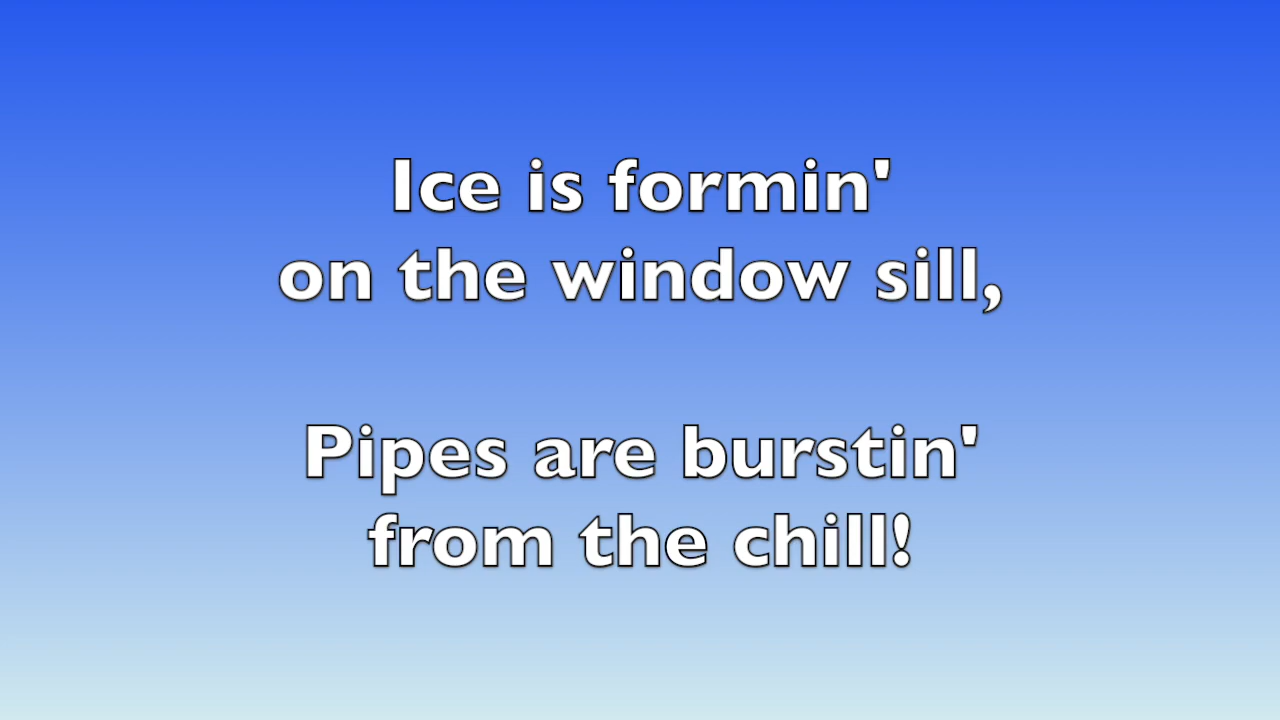 Ice is formin'
on the window sill,
Pipes are burstin'
from the chill!